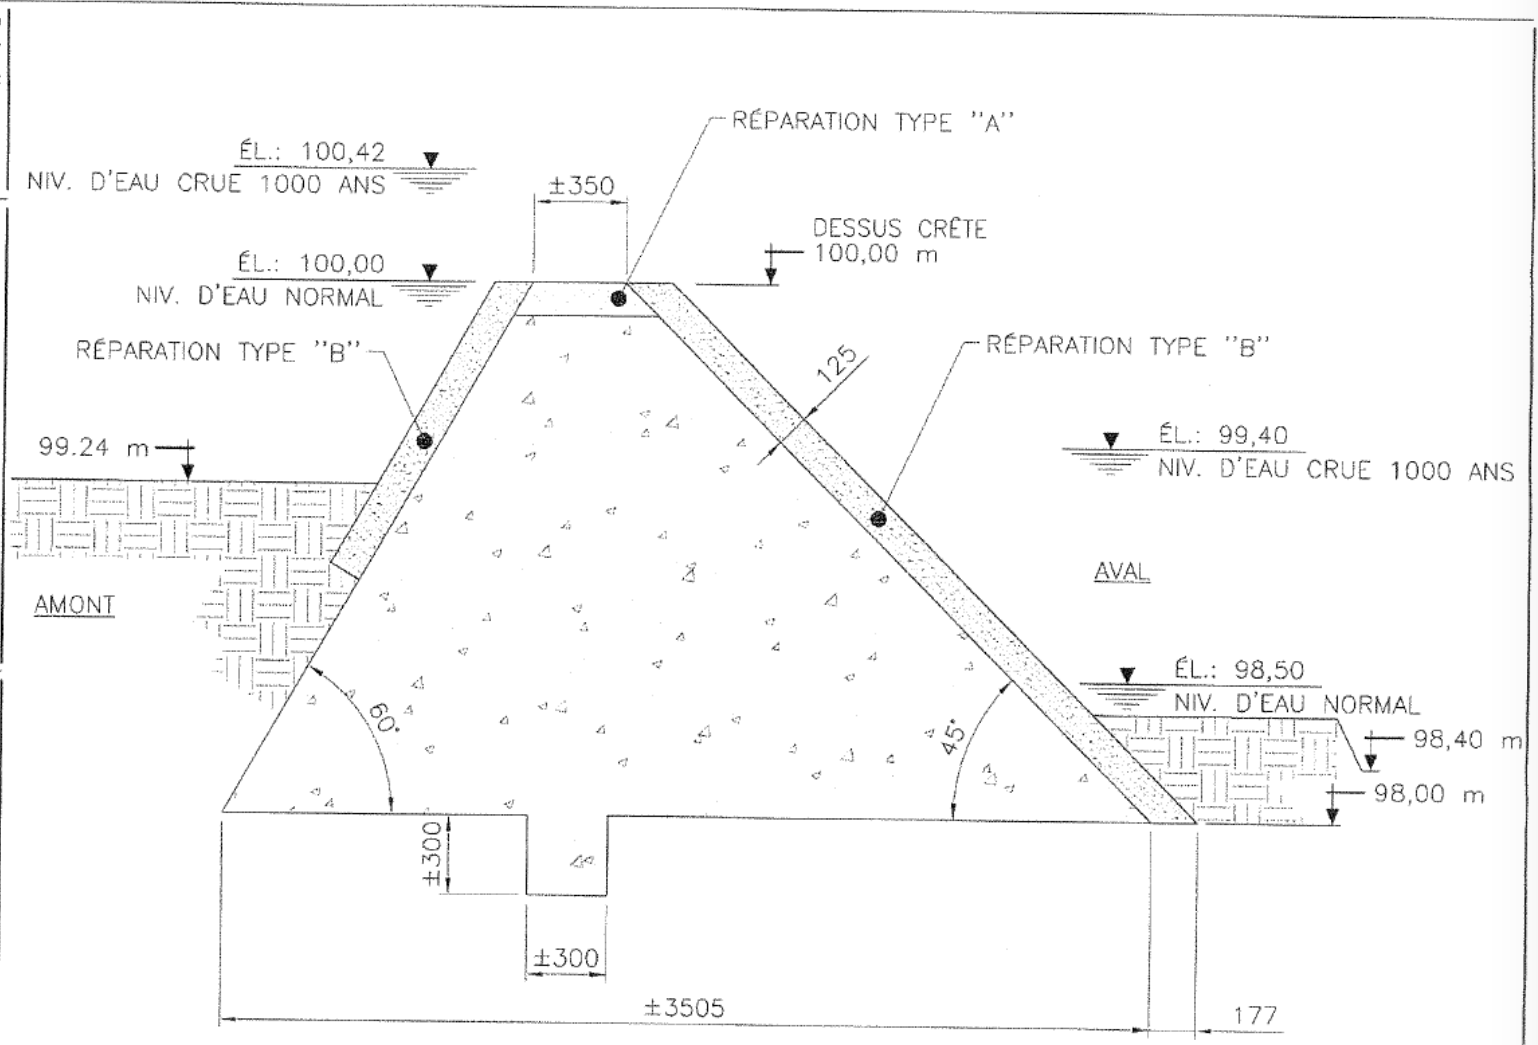 RÉPARATION TYPE "A"
ÉL.: 100,42
NIV. D'EAU CRUE 1000 ANS
±350
DESSUS CRÊTE
100,00 m
ÉL.: 100,00
NIV. D'EAU NORMAL
RÉPARATION TYPE "B"
125
RÉPARATION TYPE "B"
99.24 m
ÉL.: 99,40
NIV. D'EAU CRUE 1000 ANS
AVAL
AMONT
ÉL.: 98,50
NIV. D'EAU NORMAL
60°
45°
98,40 m
98,00 m
±300
±300
±3505
177